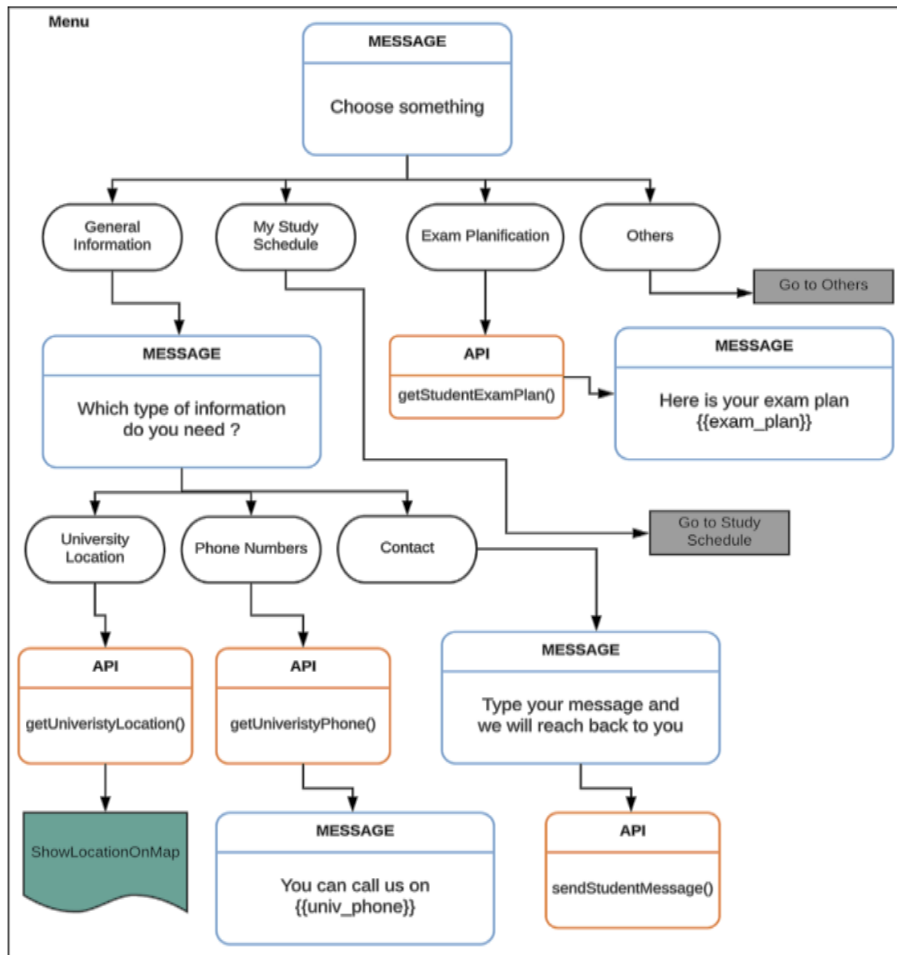 Menu
MESSAGE
Choose something
General
Information
My Study
Schedule
Exam Planification
Others
Go to Others
MESSAGE
Which type of information
do you need ?
API
getStudentExamPlan()
MESSAGE
Here is your exam plan
{{exam_plan}}
Go to Study
Schedule
University
Location
Phone Numbers
Contact
API
getUniveristyLocation()
API
getUniveristyPhone()
MESSAGE
Type your message and
we will reach back to you
ShowLocationOnMap
MESSAGE
You can call us on
{{univ_phone}}
API
sendStudentMessage()